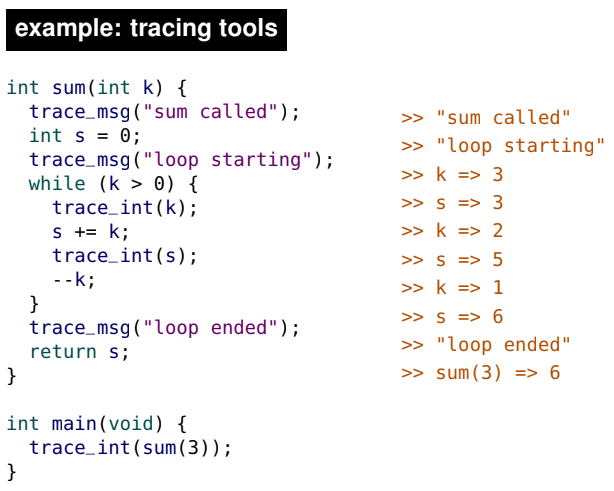 example: tracing tools
int sum(int k) {
  trace_msg("sum called");
  int s = 0;
  trace_msg("loop starting");
  while (k > 0) {
    trace_int(k);
    s += k;
    trace_int(s);
    --k;
  }
  trace_msg("loop ended");
  return s;
}
int main(void) {
  trace_int(sum(3));
}
>> "sum called"
>> "loop starting"
>> k => 3
>> s => 3
>> k => 2
>> s => 5
>> k => 1
>> s => 6
>> "loop ended"
>> sum(3) => 6